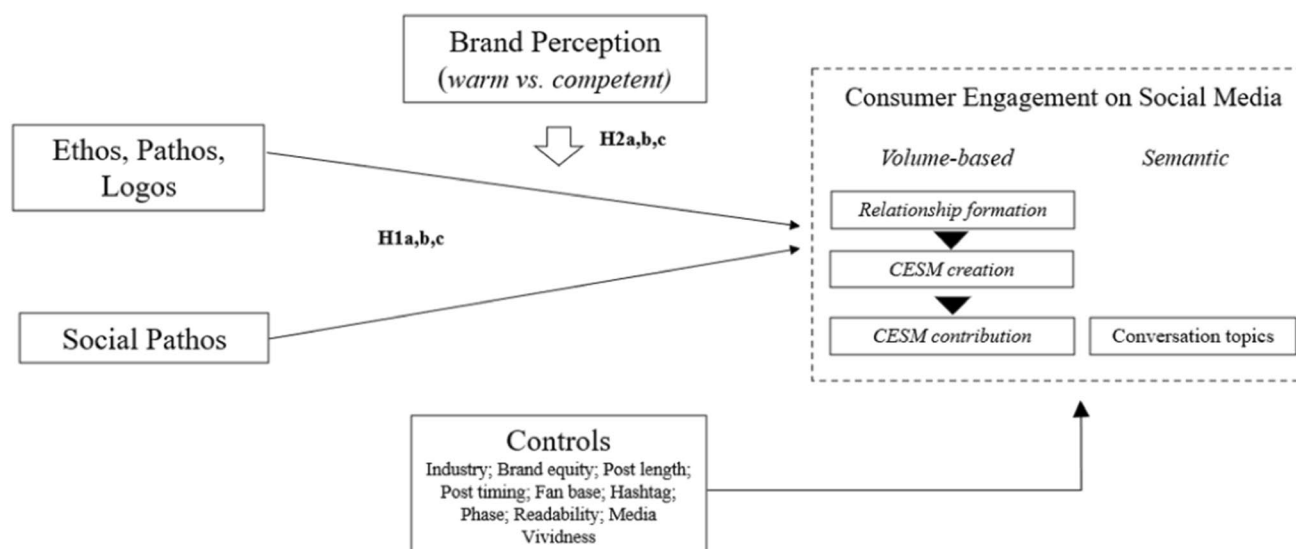 Brand Perception
(warm vs. competent)
Consumer Engagement on Social Media
H2a,b,c
Ethos, Pathos,
Logos
Volume-based
Semantic
Relationship formation
H1a,b,c
CESM creation
Social Pathos
CESM contribution
Conversation topics
Controls
Industry; Brand equity; Post length;
Post timing; Fan base; Hashtag;
Phase; Readability; Media
Vividness